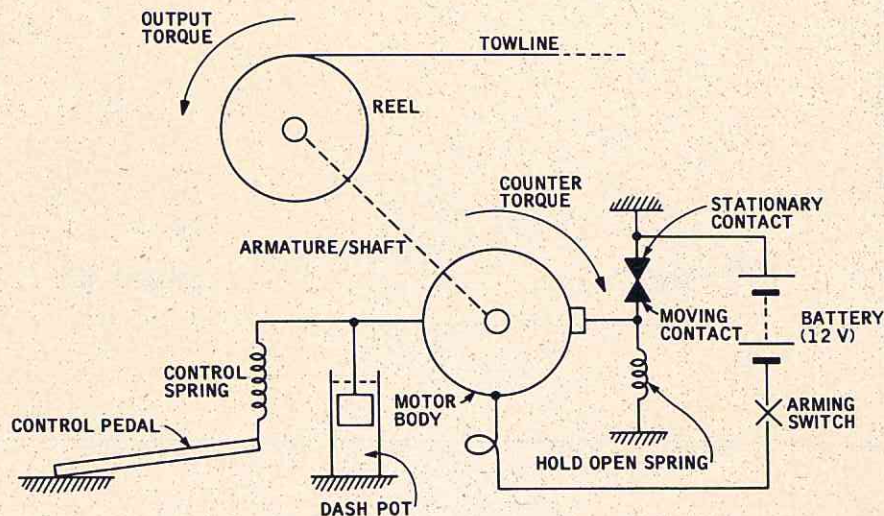 OUTPUT
TORQUE
TOWLINE
REEL
COUNTER
TORQUE
STATIONARY
CONTACT
ARMATURE/SHAFT
MOVING
CONTACT
BATTERY
(12 V)
CONTROL
SPRING
CONTROL PEDAL
MOTOR
BODY
ARMING
SWITCH
HOLD OPEN SPRING
DASH POT